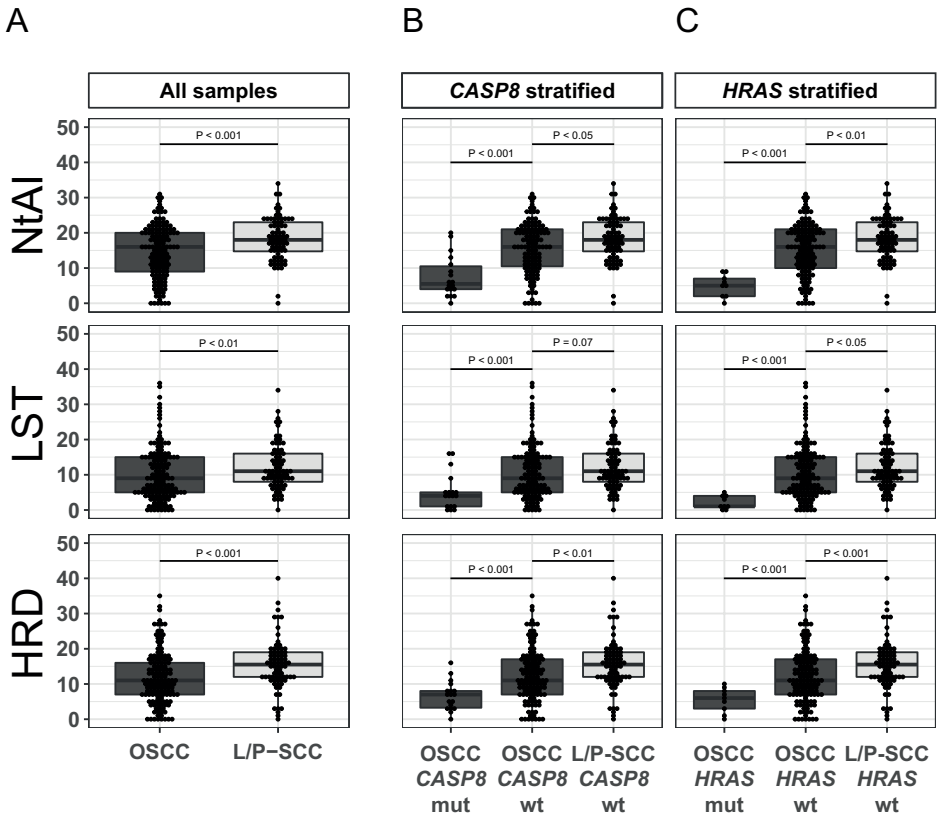 A
B
C
All samples
CASP8 stratified
HRAS stratified
NtAI
50
40
30
20
10
0
P < 0.001
P < 0.001
P < 0.05
P < 0.001
P < 0.01
LST
50
40
30
20
10
0
P < 0.01
P < 0.001
P = 0.07
P < 0.001
P < 0.05
HRD
50
40
30
20
10
0
P < 0.001
P < 0.001
P < 0.01
P < 0.001
P < 0.001
OSCC
L/P−SCC
OSCC
CASP8
mut
OSCC
CASP8
wt
L/P-SCC
CASP8
wt
OSCC
HRAS
mut
OSCC
HRAS
wt
L/P-SCC
HRAS
wt